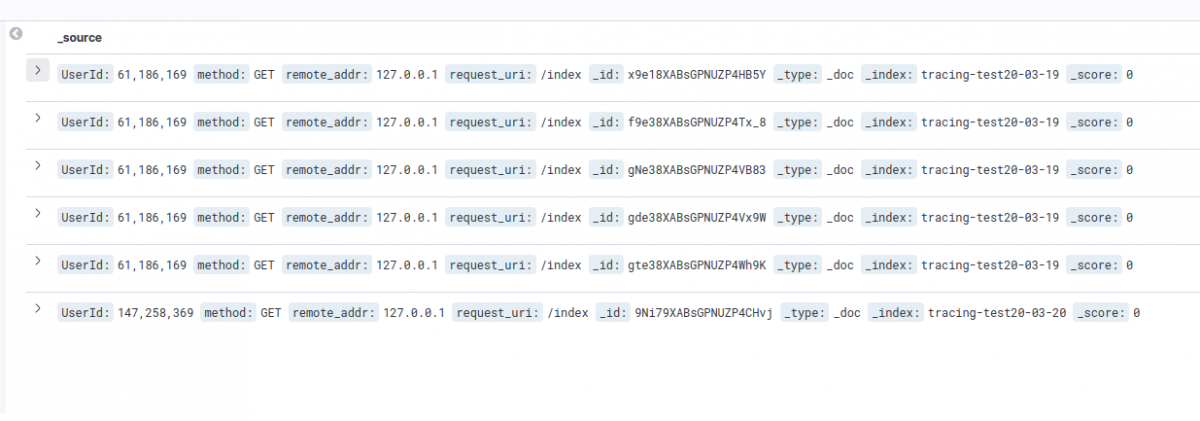 _source
UserId: 61,186,169 method: GET remote_addr: 127.0.0.1 request_uri: /index _id: x9e18XABsGPNUZP4HB5Y _type: _doc _index: tracing-test20-03-19 _score: 0
UserId: 61,186,169 method: GET remote_addr: 127.0.0.1 request_uri: /index _id: f9e38XABsGPNUZP4Tx_8 _type: _doc _index: tracing-test20-03-19 _score: 0
UserId: 61,186,169 method: GET remote_addr: 127.0.0.1 request_uri: /index _id: gNe38XABsGPNUZP4VB83 _type: _doc _index: tracing-test20-03-19 _score: 0
UserId: 61,186,169 method: GET remote_addr: 127.0.0.1 request_uri: /index _id: gde38XABsGPNUZP4Vx9W _type: _doc _index: tracing-test20-03-19 _score: 0
UserId: 61,186,169 method: GET remote_addr: 127.0.0.1 request_uri: /index _id: gte38XABsGPNUZP4Wh9K _type: _doc _index: tracing-test20-03-19 _score: 0
UserId: 147,258,369 method: GET remote_addr: 127.0.0.1 request_uri: /index _id: 9Ni79XABsGPNUZP4CHvj _type: _doc _index: tracing-test20-03-20 _score: 0